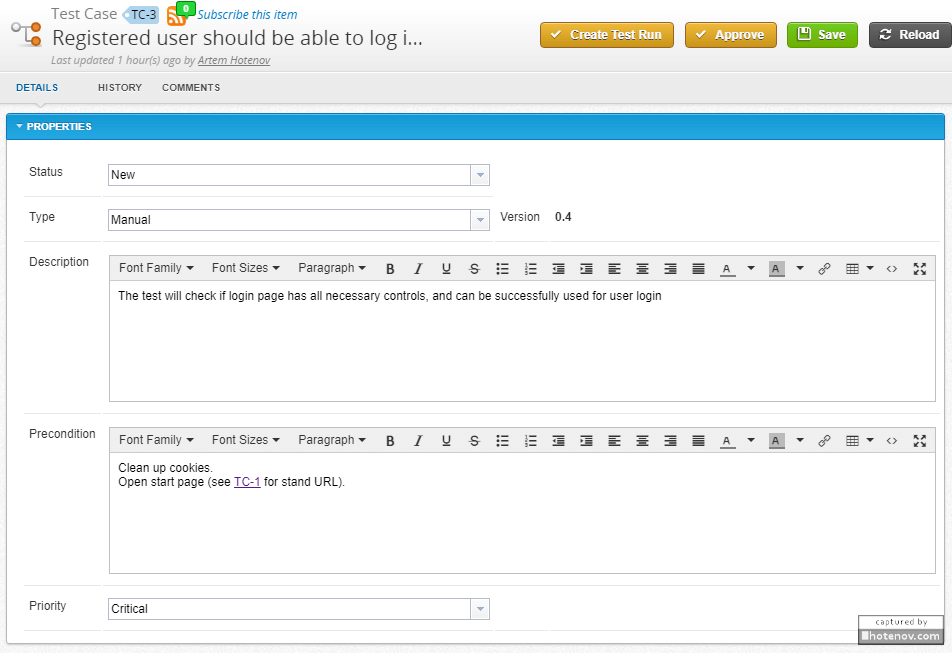 Test Case TC-3 0 Subscribe this item
Registered user should be able to log i...
Last updated 1 hour(s) ago by Artem Hotenov
Create Test Run Approve Save Reload
DETAILS HISTORY COMMENTS
PROPERTIES
Status New
Type Manual Version 0.4
Description Font Family Font Sizes Paragraph B I U S A A
The test will check if login page has all necessary controls, and can be successfully used for user login
Precondition Font Family Font Sizes Paragraph B I U S A A
Clean up cookies.
Open start page (see TC-1 for stand URL).
Priority Critical
captured by
hotenov.com